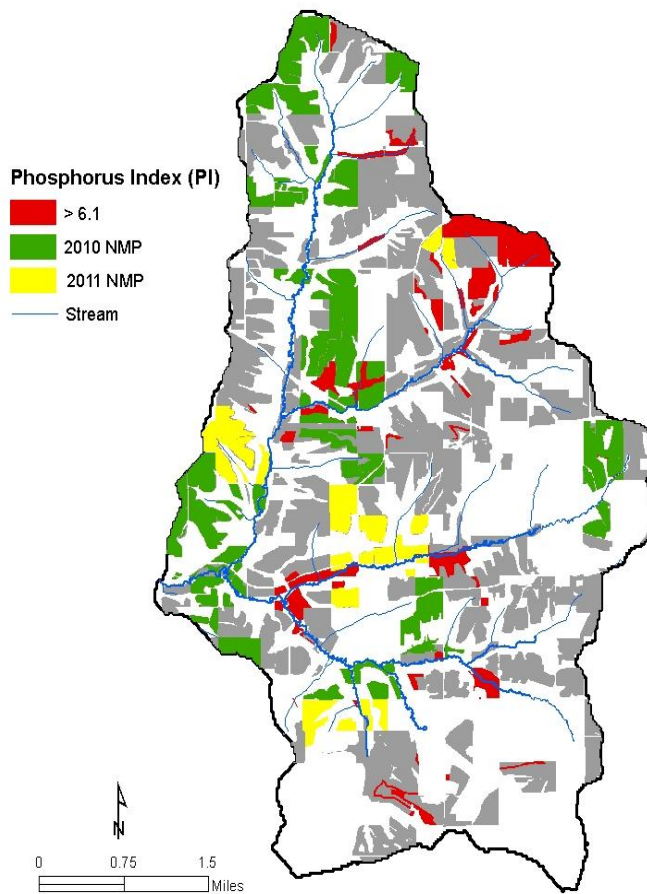 Phosphorus Index (PI)
> 6.1
2010 NMP
2011 NMP
Stream
N
0 0.75 1.5
Miles